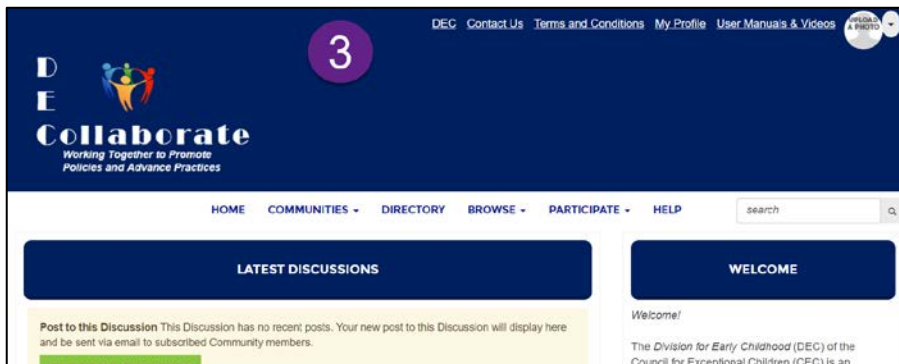 DEC Contact Us Terms and Conditions My Profile User Manuals & Videos UPLOAD A PHOTO
3
D
E
Collaborate
Working Together to Promote
Policies and Advance Practices
HOME COMMUNITIES DIRECTORY BROWSE PARTICIPATE HELP search
LATEST DISCUSSIONS
WELCOME
Post to this Discussion This Discussion has no recent posts. Your new post to this Discussion will display here
and be sent via email to subscribed Community members.
Welcome!
The Division for Early Childhood (DEC) of the
Council for Exceptional Children (CEC) is an